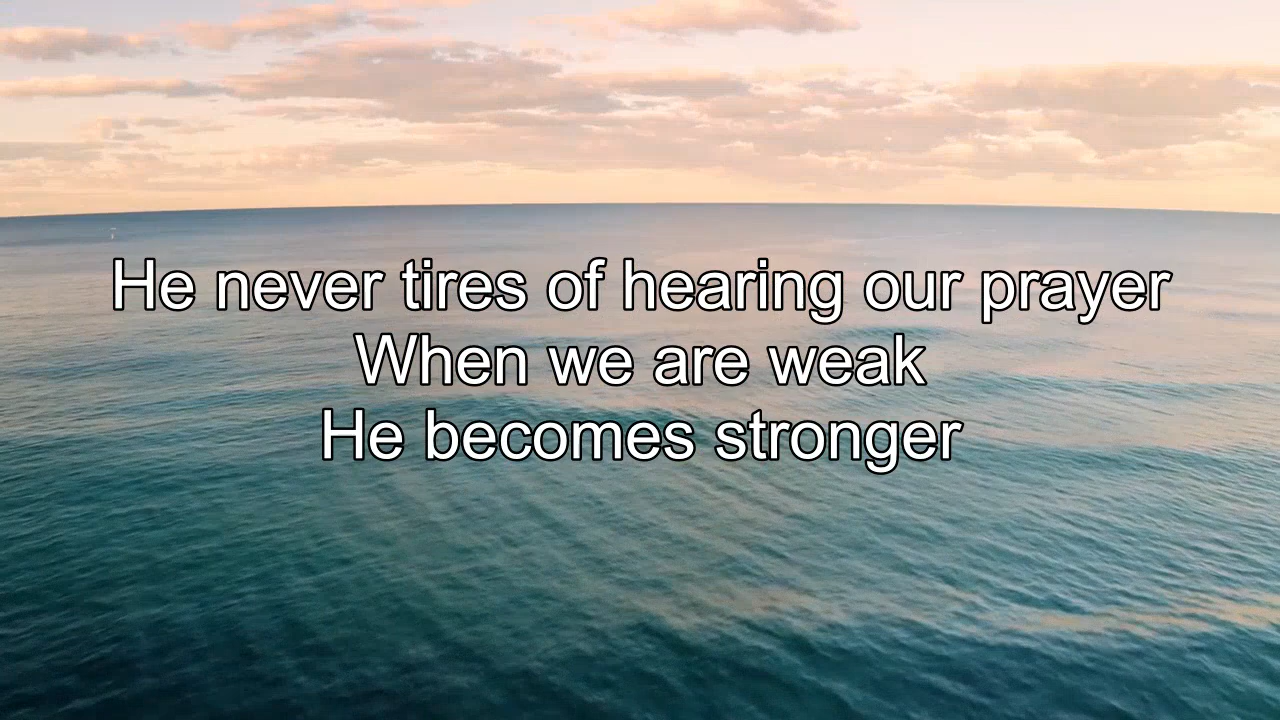 He never tires of hearing our prayer
When we are weak
He becomes stronger